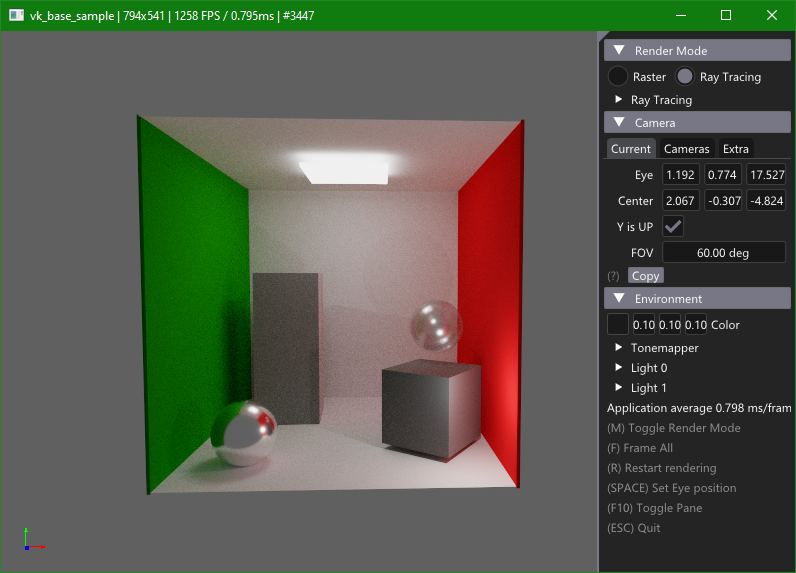 vk_base_sample | 794x541 | 1258 FPS / 0.795ms | #3447
Render Mode
Raster Ray Tracing
Ray Tracing
Camera
Current Cameras Extra
Eye 1.192 0.774 17.527
Center 2.067 -0.307 -4.824
Y is UP
FOV 60.00 deg
(?) Copy
Environment
0.10 0.10 0.10 Color
Tonemapper
Light 0
Light 1
Application average 0.798 ms/fram
(M) Toggle Render Mode
(F) Frame All
(R) Restart rendering
(SPACE) Set Eye position
(F10) Toggle Pane
(ESC) Quit